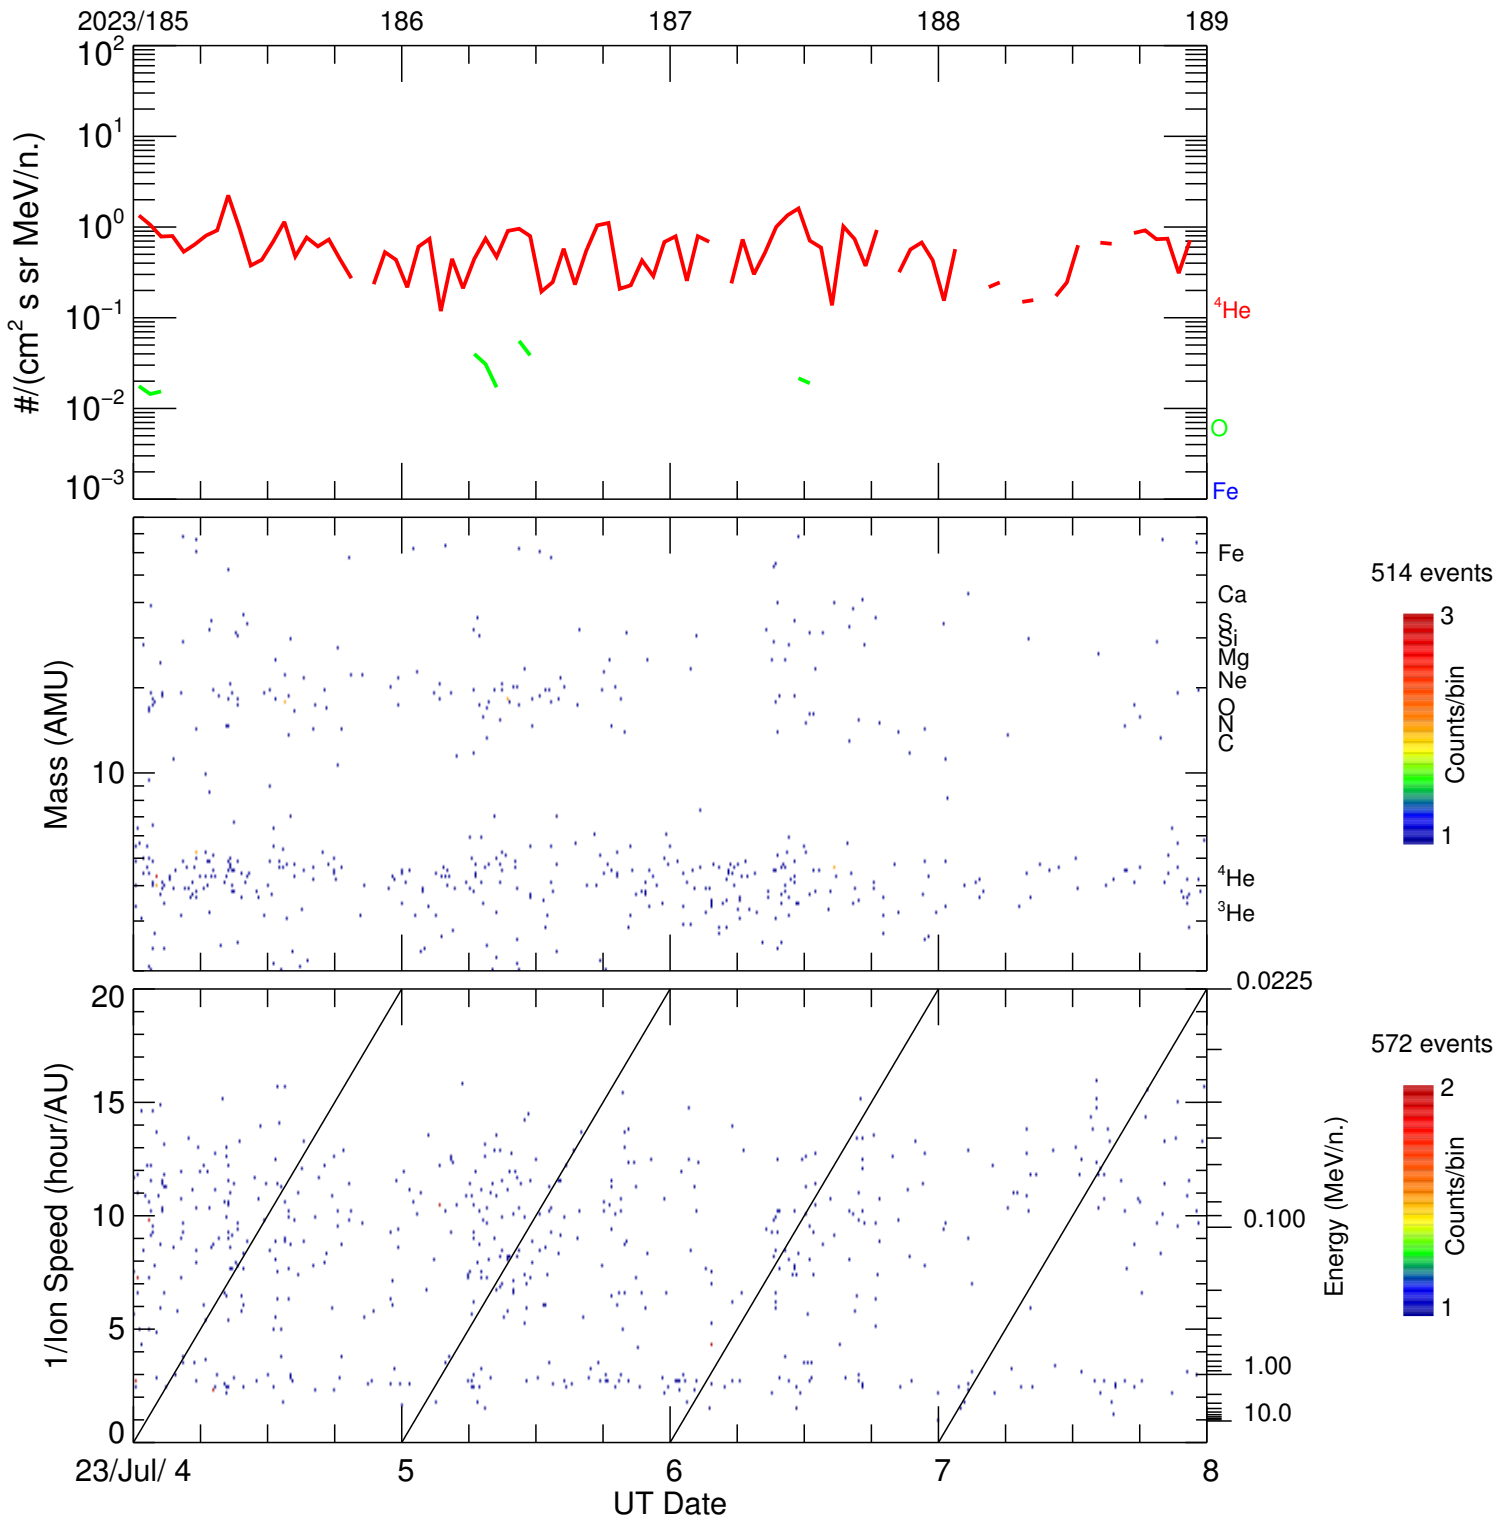 2023/185 186 187 188 189
10²
10¹
10⁰
10⁻¹
10⁻²
10⁻³
#/(cm² s sr MeV/n.)
⁴He
O
Fe
Mass (AMU)
10
Fe
Ca
S
Si
Mg
Ne
O
N
C
⁴He
³He
514 events
3
Counts/bin
1
1/Ion Speed (hour/AU)
20
15
10
5
0
0.0225
0.100
1.00
10.0
Energy (MeV/n.)
572 events
2
Counts/bin
1
23/Jul/ 4 5 6 7 8
UT Date